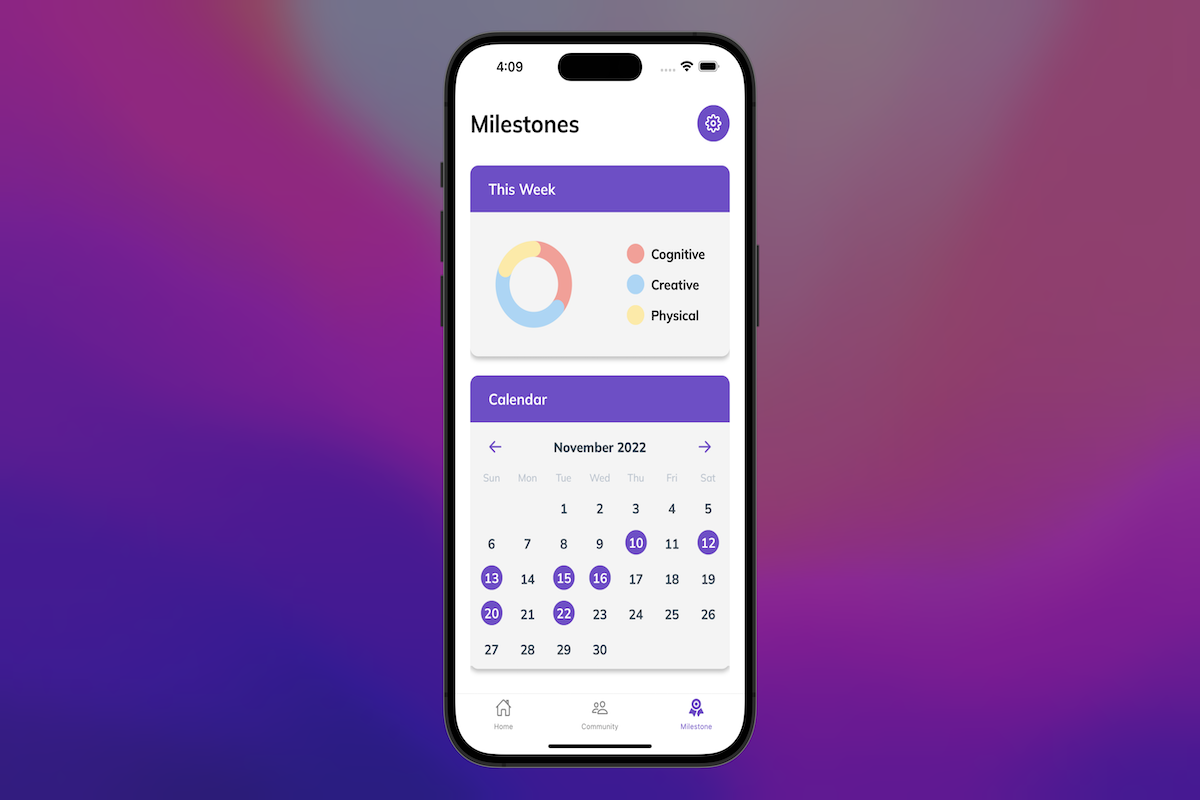 4:09
Milestones
This Week
Cognitive
Creative
Physical
Calendar
November 2022
Sun Mon Tue Wed Thu Fri Sat
1 2 3 4 5
6 7 8 9 10 11 12
13 14 15 16 17 18 19
20 21 22 23 24 25 26
27 28 29 30
Home Community Milestone